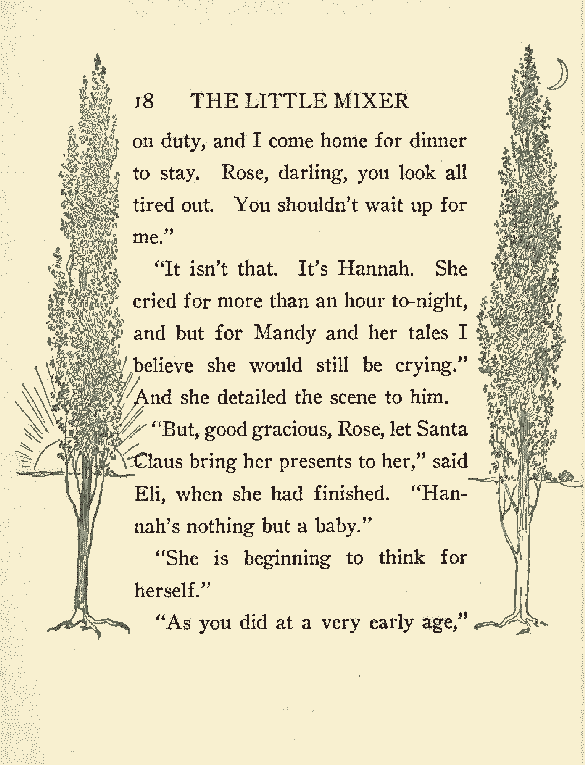 18 THE LITTLE MIXER
on duty, and I come home for dinner
to stay. Rose, darling, you look all
tired out. You shouldn't wait up for
me."
"It isn't that. It's Hannah. She
cried for more than an hour to-night,
and but for Mandy and her tales I
believe she would still be crying."
And she detailed the scene to him.
"But, good gracious, Rose, let Santa
Claus bring her presents to her," said
Eli, when she had finished. "Han-
nah's nothing but a baby."
"She is beginning to think for
herself."
"As you did at a very early age,"